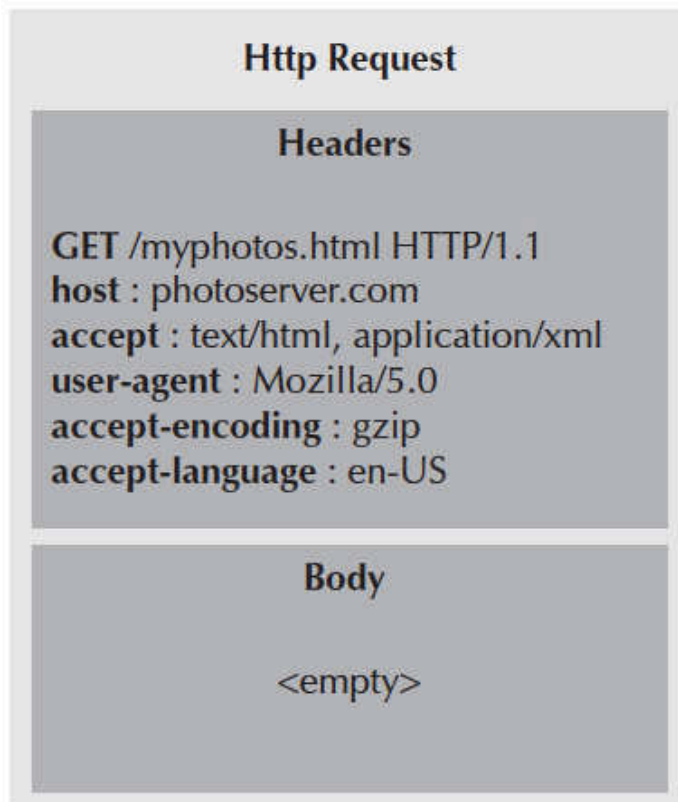 Http Request
Headers
GET /myphotos.html HTTP/1.1
host : photoserver.com
accept : text/html, application/xml
user-agent : Mozilla/5.0
accept-encoding : gzip
accept-language : en-US
Body
<empty>